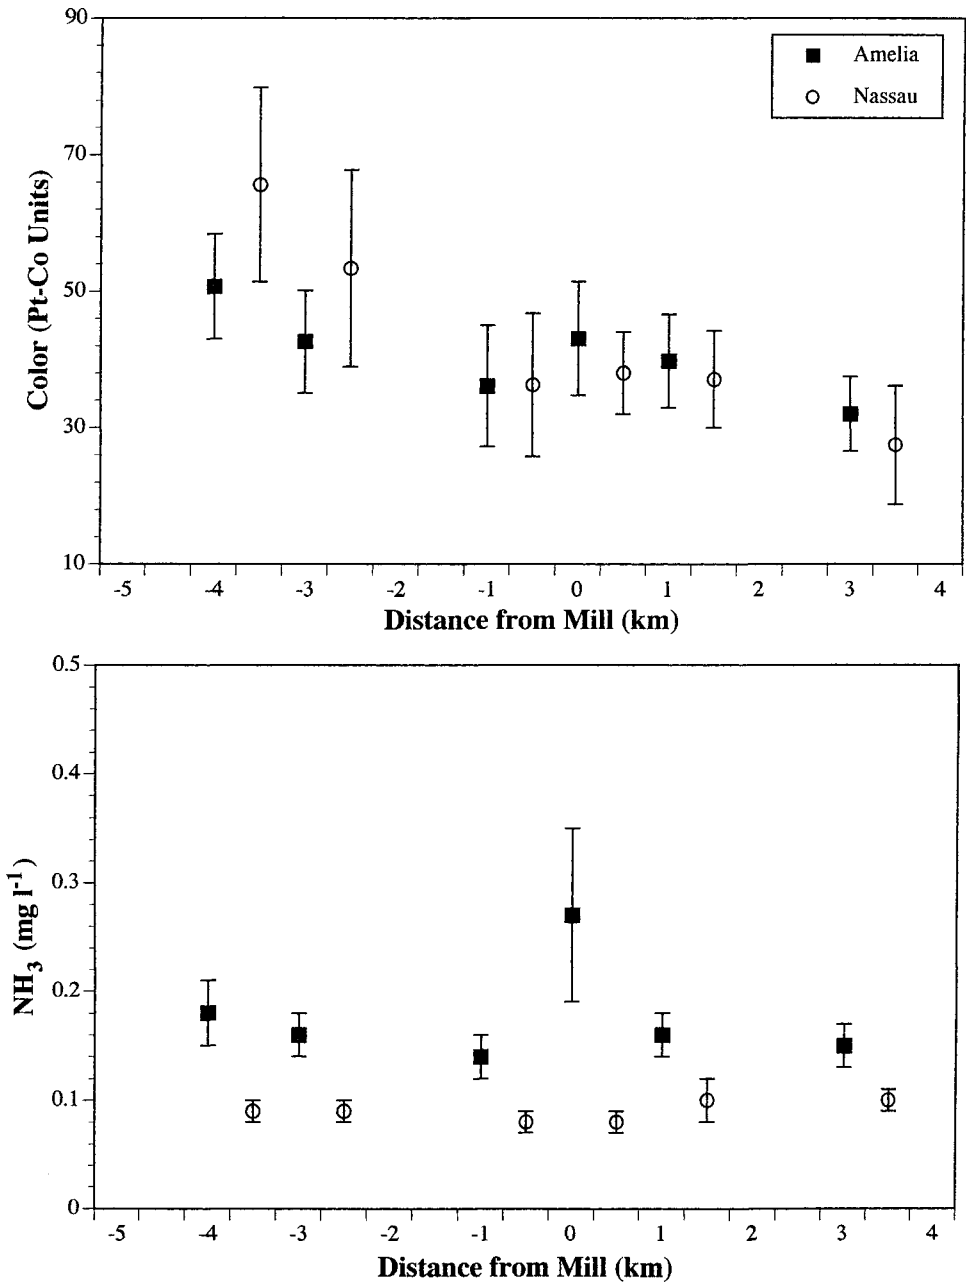 90
70
50
30
10
Color (Pt-Co Units)
Amelia
Nassau
-5 -4 -3 -2 -1 0 1 2 3 4
Distance from Mill (km)
0.5
0.4
0.3
0.2
0.1
0
NH3 (mg l-1)
-5 -4 -3 -2 -1 0 1 2 3 4
Distance from Mill (km)